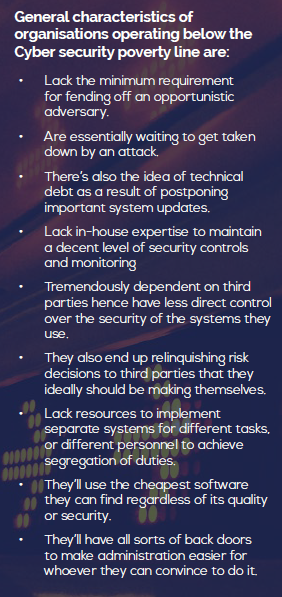 General characteristics of
organisations operating below the
Cyber security poverty line are:
• Lack the minimum requirement
for fending off an opportunistic
adversary.
• Are essentially waiting to get taken
down by an attack.
• There's also the idea of technical
debt as a result of postponing
important system updates.
• Lack in-house expertise to maintain
a decent level of security controls
and monitoring
• Tremendously dependent on third
parties hence have less direct control
over the security of the systems they
use.
• They also end up relinquishing risk
decisions to third parties that they
ideally should be making themselves.
• Lack resources to implement
separate systems for different tasks,
or different personnel to achieve
segregation of duties.
• They'll use the cheapest software
they can find regardless of its quality
or security.
• They'll have all sorts of back doors
to make administration easier for
whoever they can convince to do it.